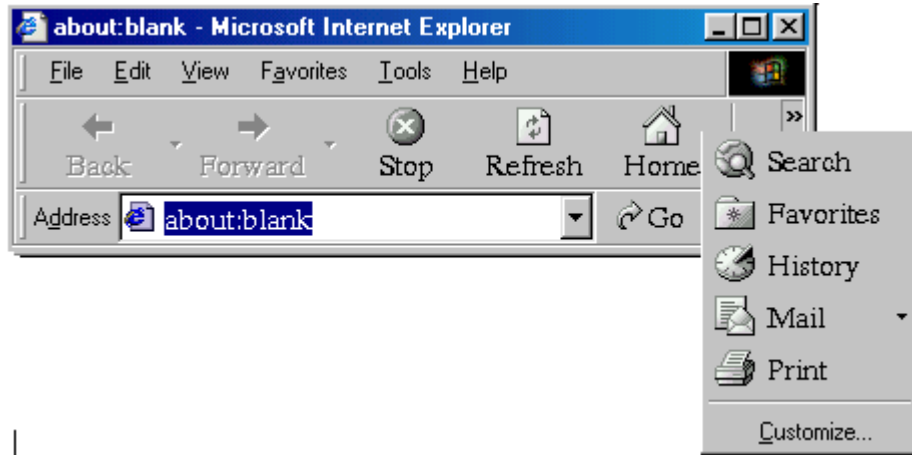 about:blank - Microsoft Internet Explorer
File Edit View Favorites Tools Help
»
Back Forward Stop Refresh Home
Address about:blank Go
Search
Favorites
History
Mail
Print
Customize...